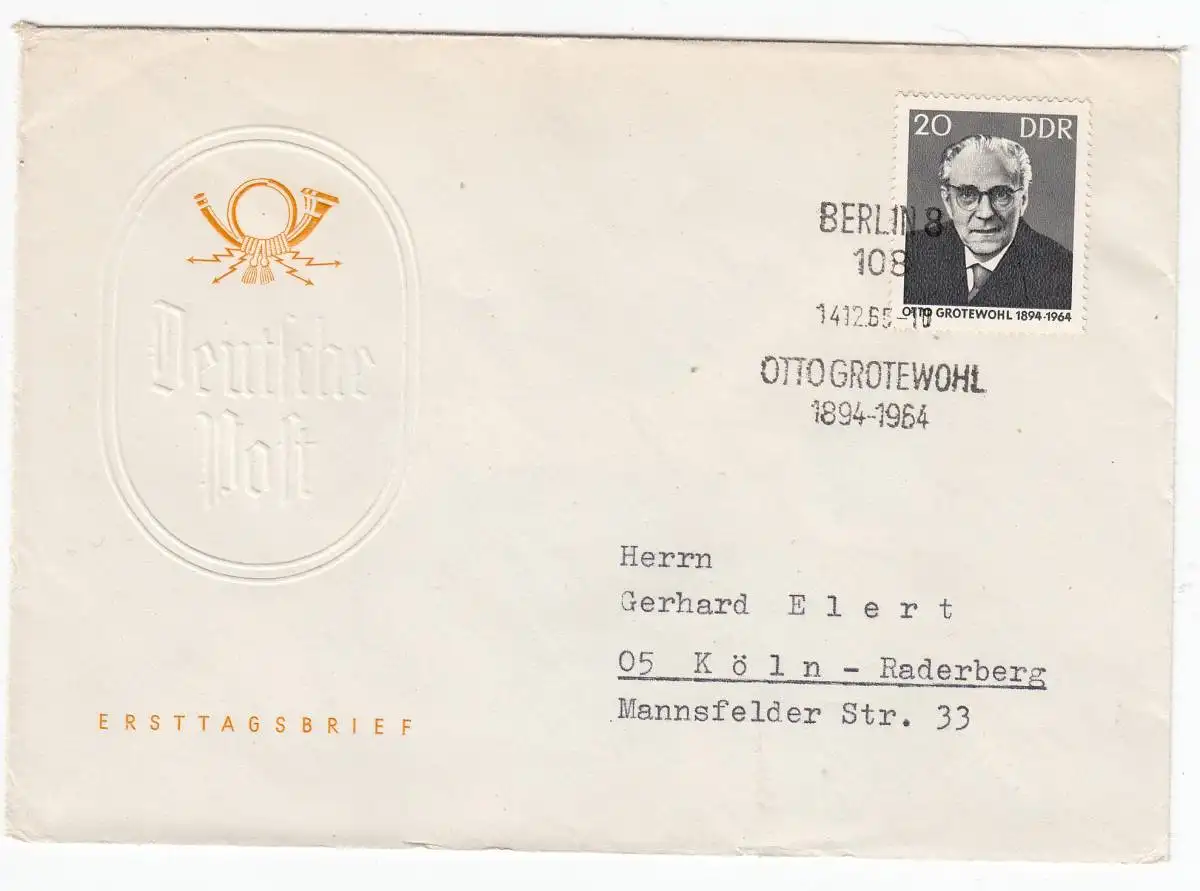 20 DDR
OTTO GROTEWOHL 1894-1964
BERLIN 8
108
14.12.65-10
OTTO GROTEWOHL
1894-1964
Deutsche
Post
ERSTTAGSBRIEF
Herrn
Gerhard Elert
05 Köln - Raderberg
Mannsfelder Str. 33